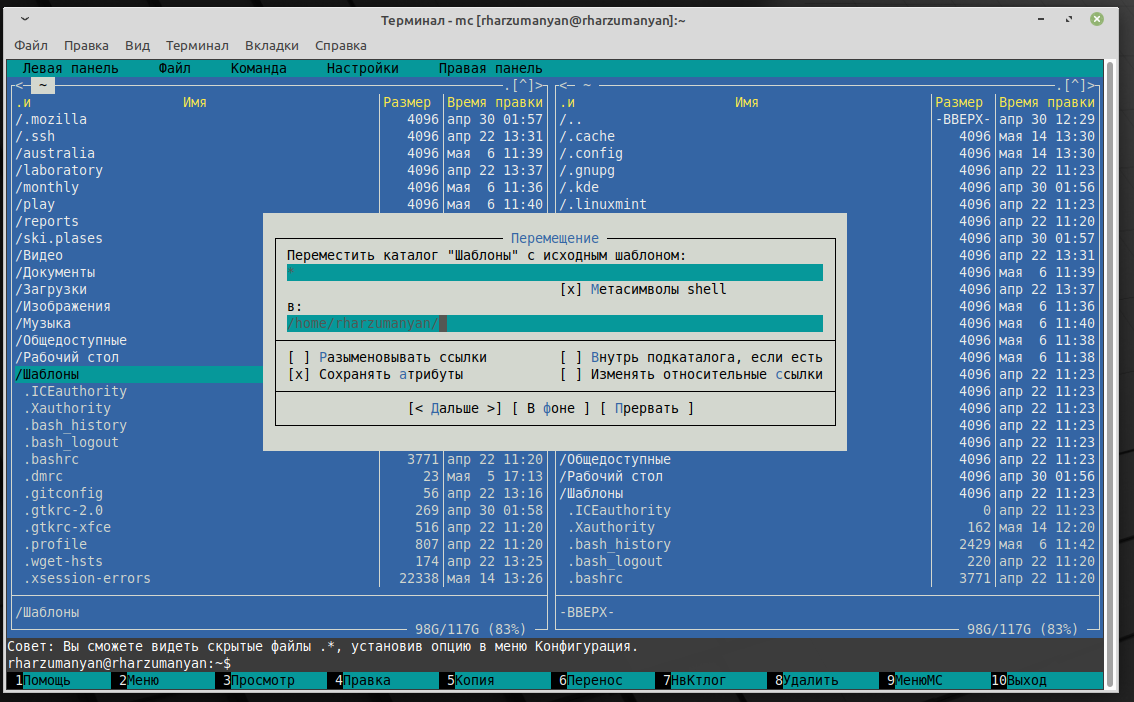 Терминал - mc [rharzumanyan@rharzumanyan]:~
Файл Правка Вид Терминал Вкладки Справка
Левая панель Файл Команда Настройки Правая панель
<─ ~ ─.[^]> <─ ~ ─.[^]>
.и Имя Размер Время правки .и Имя Размер Время правки
/.mozilla 4096 апр 30 01:57 /.. -ВВЕРХ- апр 30 12:29
/.ssh 4096 апр 22 13:31 /.cache 4096 мая 14 13:30
/australia 4096 мая 6 11:39 /.config 4096 мая 14 13:30
/laboratory 4096 апр 22 13:37 /.gnupg 4096 апр 22 11:23
/monthly 4096 мая 6 11:36 /.kde 4096 апр 30 01:56
/play 4096 мая 6 11:40 /.linuxmint 4096 апр 22 11:23
/reports 4096 апр 22 11:20
/ski.plases 4096 апр 30 01:57
/Видео 4096 апр 22 13:31
/Документы 4096 мая 6 11:39
/Загрузки 4096 апр 22 13:37
/Изображения 4096 мая 6 11:36
/Музыка 4096 мая 6 11:40
/Общедоступные 4096 мая 6 11:38
/Рабочий стол 4096 мая 6 11:38
/Шаблоны 4096 апр 22 11:23
.ICEauthority 4096 апр 22 11:23
.Xauthority 4096 апр 22 11:23
.bash_history 4096 апр 22 11:23
.bash_logout 4096 апр 22 11:23
Перемещение
Переместить каталог "Шаблоны" с исходным шаблоном:
*
[x] Метасимволы shell
в:
/home/rharzumanyan/
[ ] Разыменовывать ссылки [ ] Внутрь подкаталога, если есть
[x] Сохранять атрибуты [ ] Изменять относительные ссылки
[< Дальше >] [ В фоне ] [ Прервать ]
.bashrc 3771 апр 22 11:20 /Общедоступные 4096 апр 22 11:23
.dmrc 23 мая 5 17:13 /Рабочий стол 4096 апр 30 01:56
.gitconfig 56 апр 22 13:16 /Шаблоны 4096 апр 22 11:23
.gtkrc-2.0 269 апр 30 01:58 .ICEauthority 0 апр 22 11:23
.gtkrc-xfce 516 апр 22 11:20 .Xauthority 162 мая 14 12:20
.profile 807 апр 22 11:20 .bash_history 2429 мая 6 11:42
.wget-hsts 174 апр 22 13:25 .bash_logout 220 апр 22 11:20
.xsession-errors 22338 мая 14 13:26 .bashrc 3771 апр 22 11:20
/Шаблоны -ВВЕРХ-
98G/117G (83%) 98G/117G (83%)
Совет: Вы сможете видеть скрытые файлы .*, установив опцию в меню Конфигурация.
rharzumanyan@rharzumanyan:~$
1Помощь 2Меню 3Просмотр 4Правка 5Копия 6Перенос 7НвКтлог 8Удалить 9МенюМС 10Выход